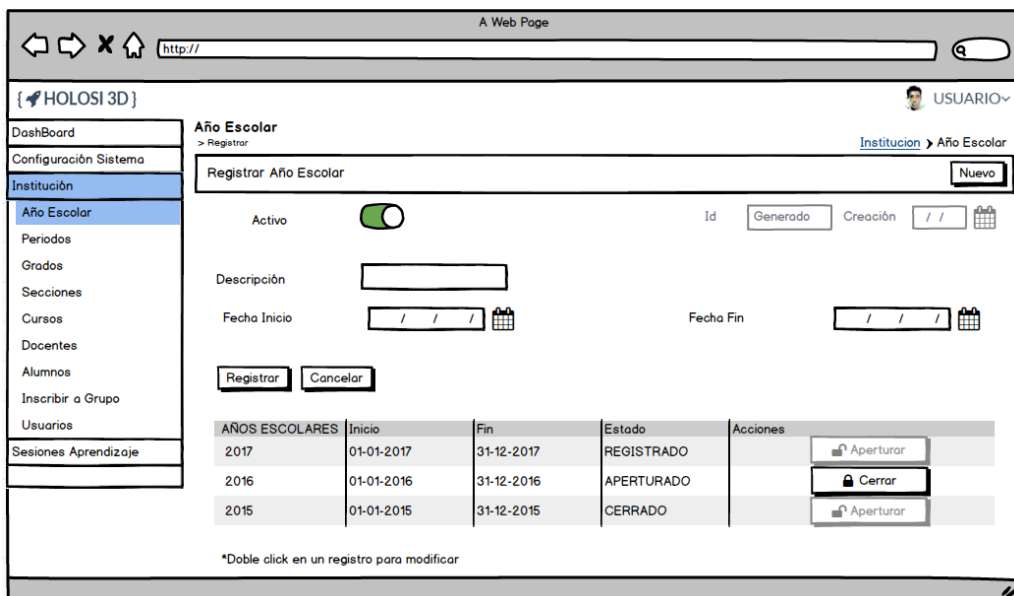 A Web Page
http://
{ HOLOSI 3D }
USUARIO
DashBoard
Configuración Sistema
Institución
Año Escolar
Periodos
Grados
Secciones
Cursos
Docentes
Alumnos
Inscribir a Grupo
Usuarios
Sesiones Aprendizaje
Año Escolar
> Registrar
Institucion > Año Escolar
Registrar Año Escolar
Nuevo
Activo
Id Generado Creación / /
Descripción
Fecha Inicio / / / Fecha Fin / / /
Registrar Cancelar
AÑOS ESCOLARES Inicio Fin Estado Acciones
2017 01-01-2017 31-12-2017 REGISTRADO Aperturar
2016 01-01-2016 31-12-2016 APERTURADO Cerrar
2015 01-01-2015 31-12-2015 CERRADO Aperturar
*Doble click en un registro para modificar